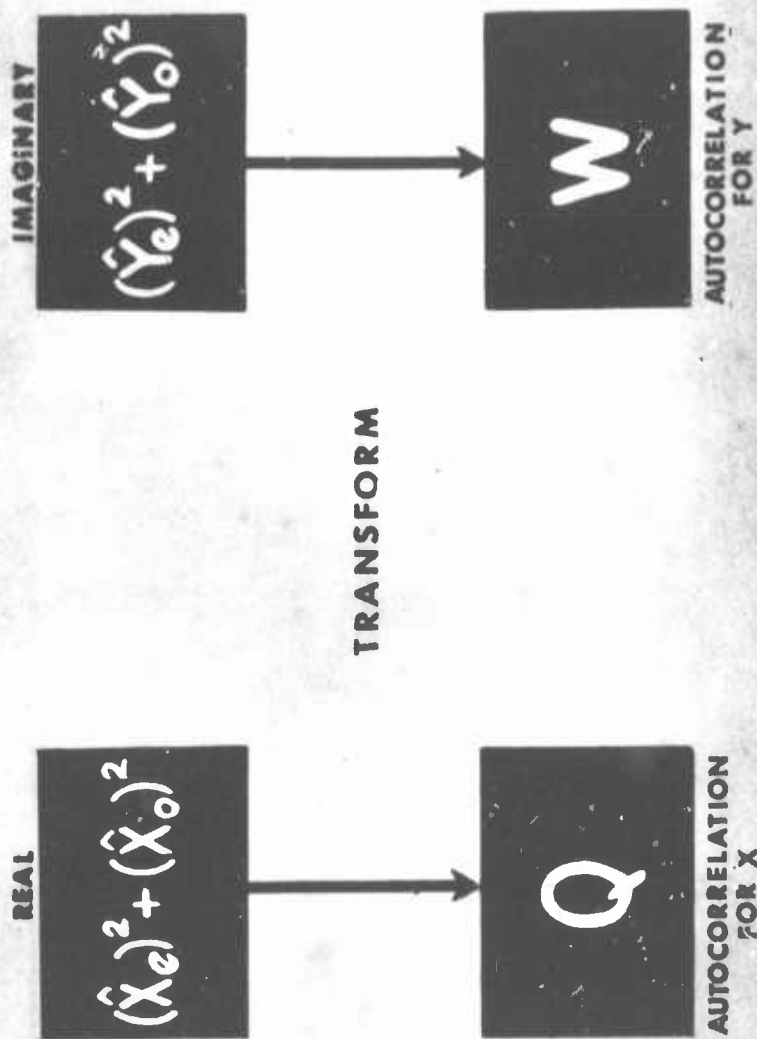 REAL
(X̂e)² + (X̂o)²
Q
AUTOCORRELATION
FOR X
TRANSFORM
IMAGINARY
(Ŷe)² + (Ŷo)²
W
AUTOCORRELATION
FOR Y